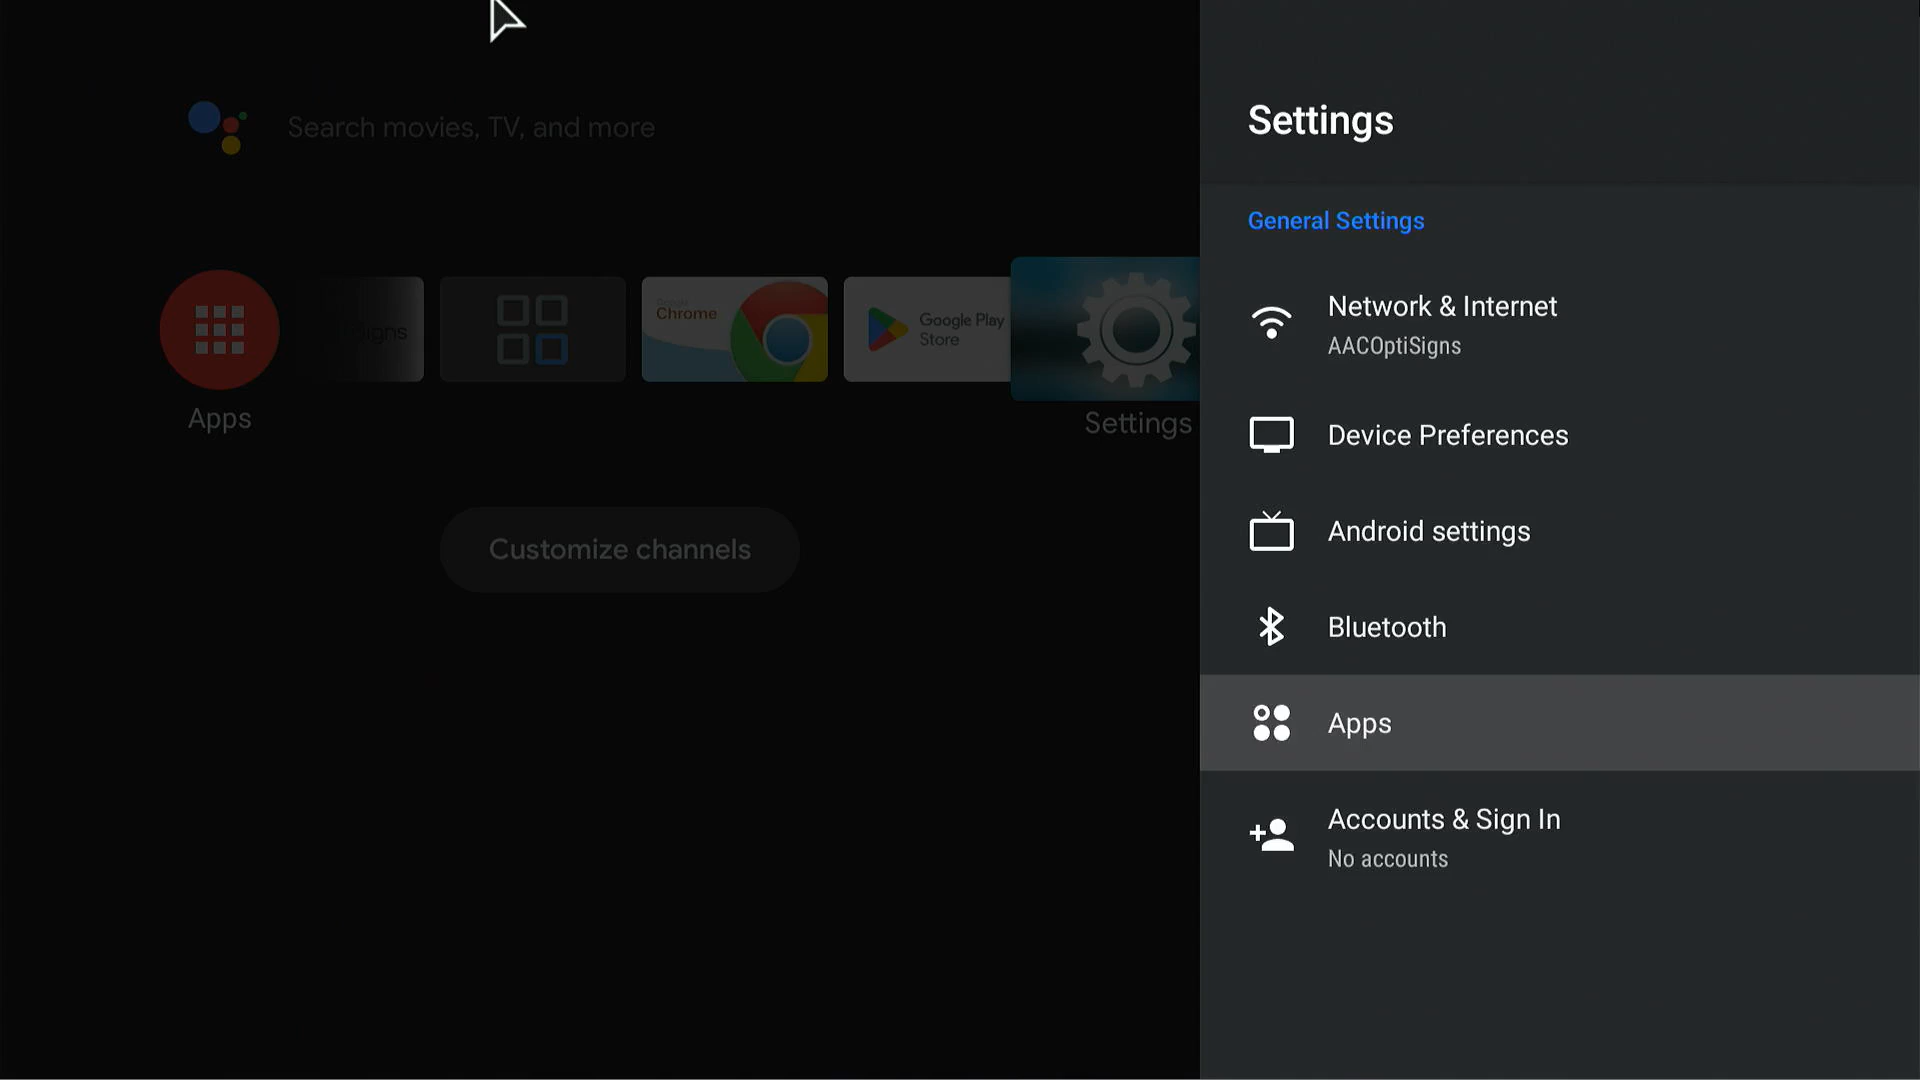 Search movies, TV, and more
Apps
Google
Chrome
Google Play
Store
Settings
Customize channels
Settings
General Settings
Network & Internet
AACOptiSigns
Device Preferences
Android settings
Bluetooth
Apps
Accounts & Sign In
No accounts